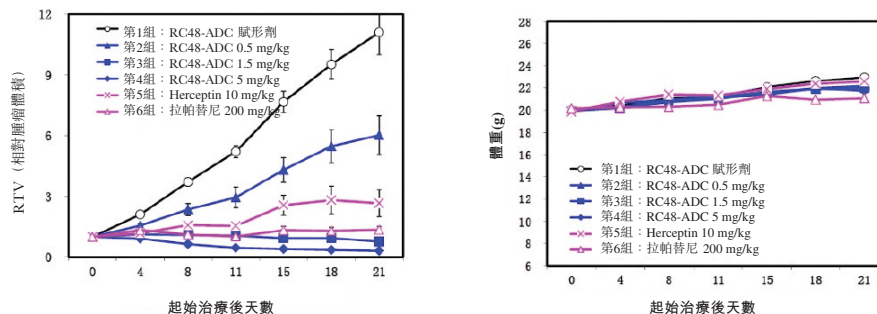 12
9
6
3
0
RTV（相對腫瘤體積）
第1組：RC48-ADC 賦形劑
第2組：RC48-ADC 0.5 mg/kg
第3組：RC48-ADC 1.5 mg/kg
第4組：RC48-ADC 5 mg/kg
第5組：Herceptin 10 mg/kg
第6組：拉帕替尼 200 mg/kg
0 4 8 11 15 18 21
起始治療後天數
28
26
24
22
20
18
16
14
12
10
8
6
體重(g)
第1組：RC48-ADC 賦形劑
第2組：RC48-ADC 0.5 mg/kg
第3組：RC48-ADC 1.5 mg/kg
第4組：RC48-ADC 5 mg/kg
第5組：Herceptin 10 mg/kg
第6組：拉帕替尼 200 mg/kg
0 4 8 11 15 18 21
起始治療後天數